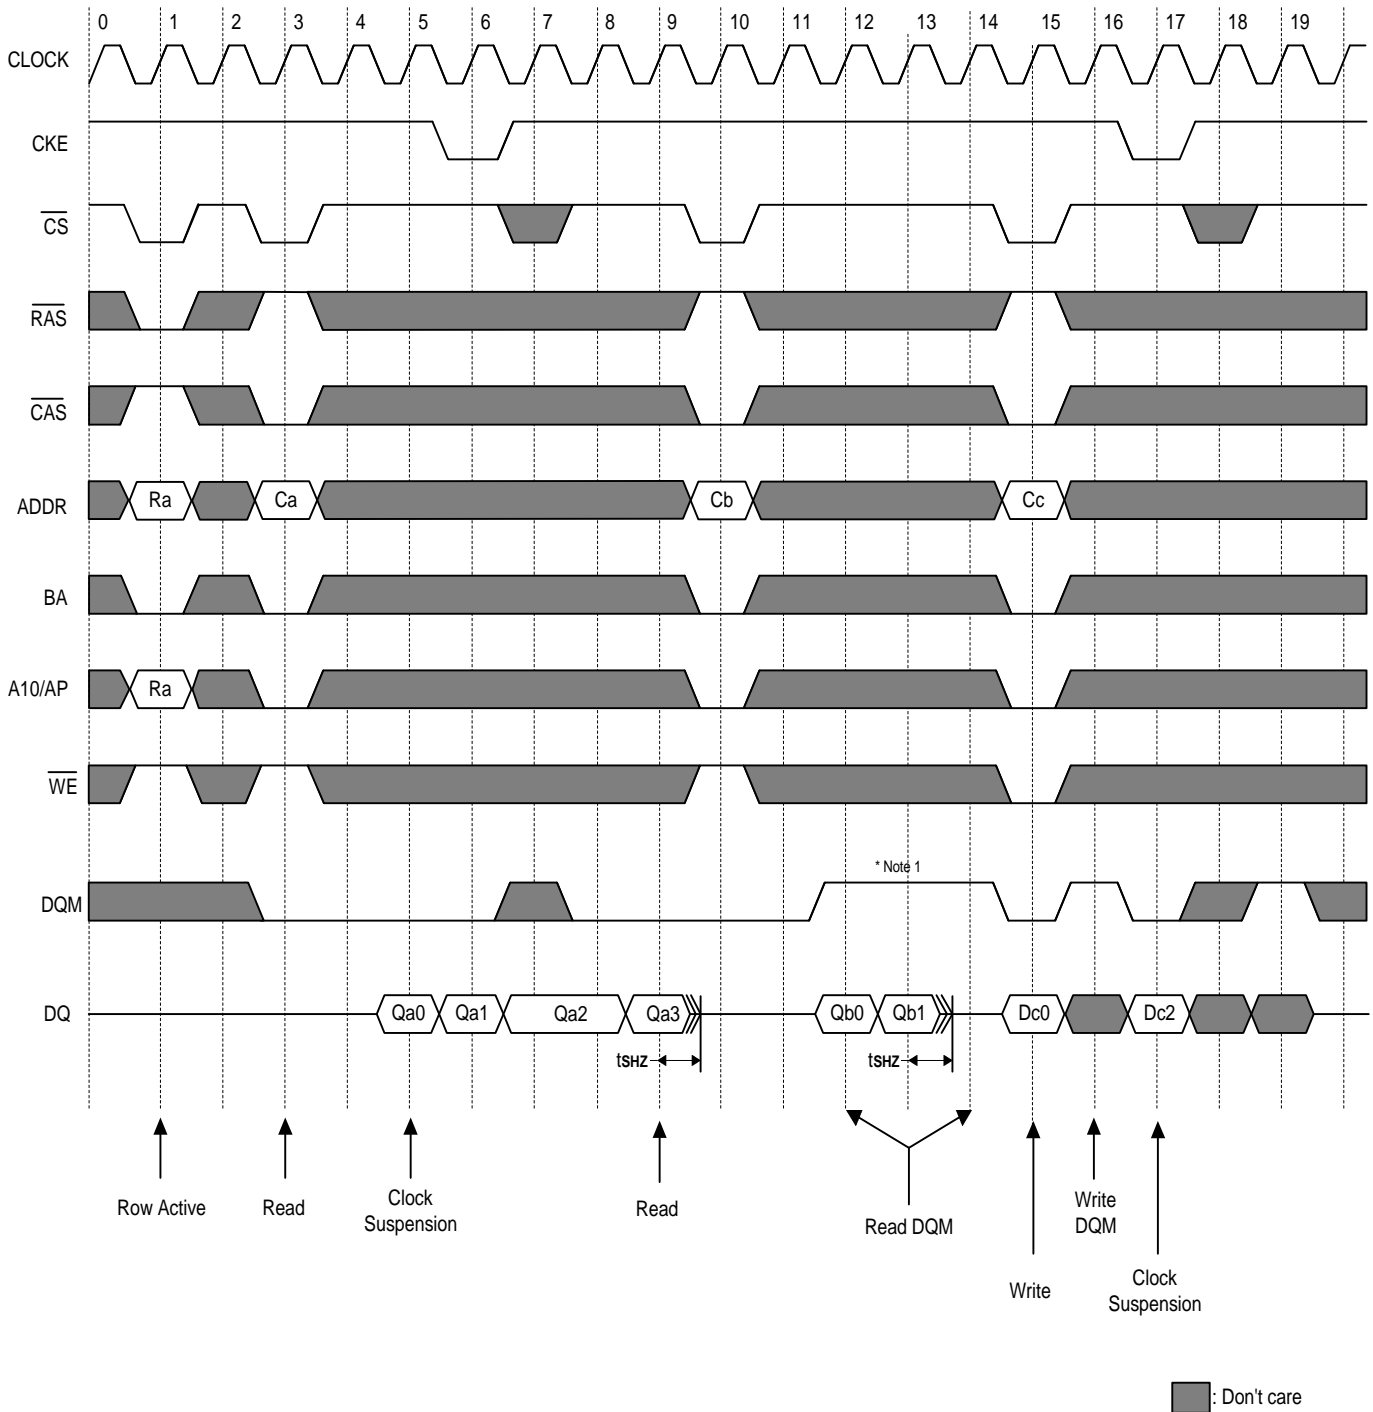 0 1 2 3 4 5 6 7 8 9 10 11 12 13 14 15 16 17 18 19
CLOCK
CKE
CS
RAS
CAS
ADDR Ra Ca Cb Cc
BA
A10/AP Ra
WE
* Note 1
DQM
DQ Qa0 Qa1 Qa2 Qa3 Qb0 Qb1 Dc0 Dc2
tSHZ tSHZ
Row Active
Read
Clock
Suspension
Read
Read DQM
Write
Write
DQM
Clock
Suspension
: Don't care